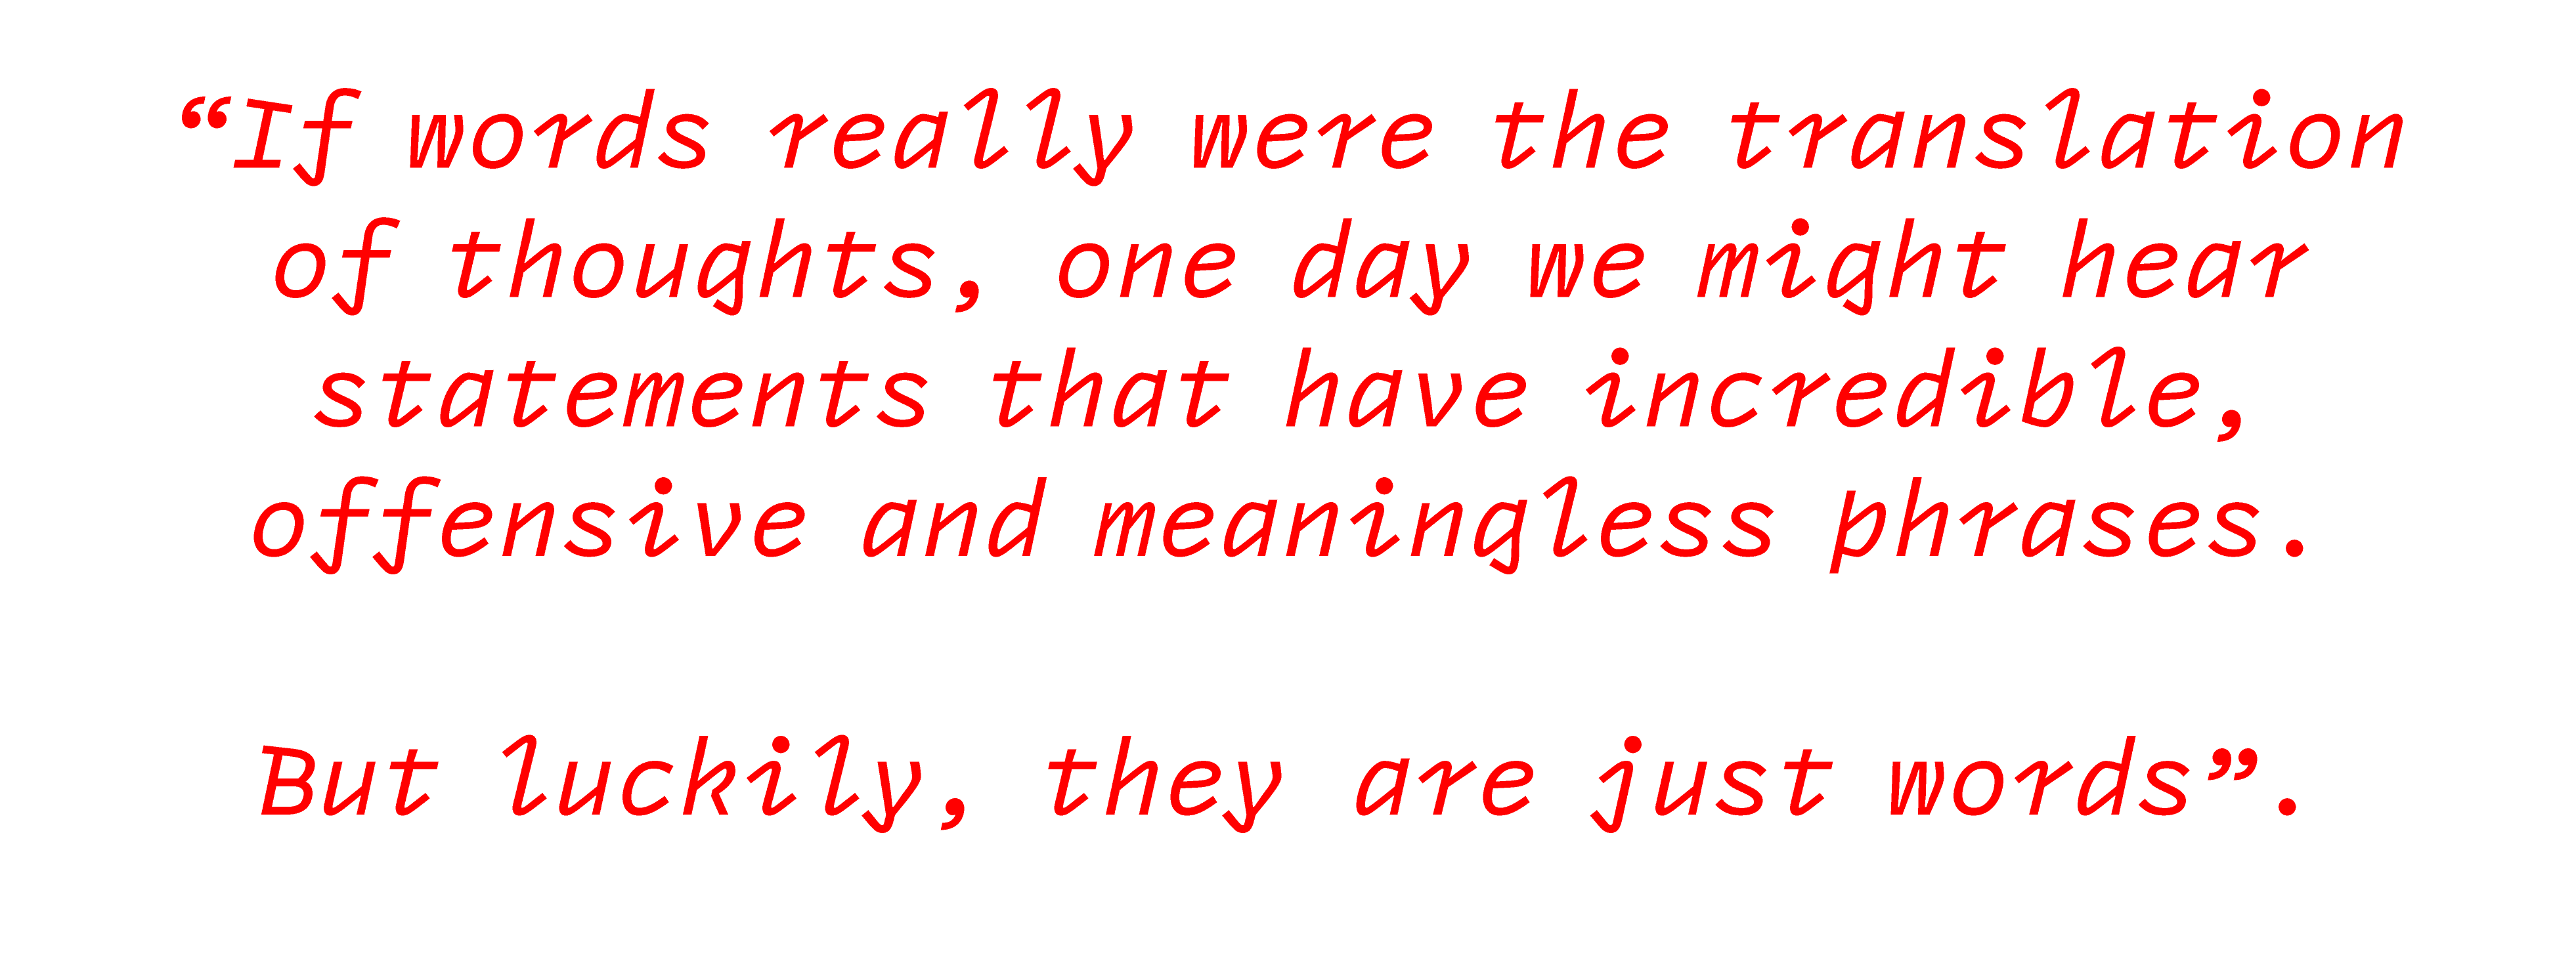 “If words really were the translation
of thoughts, one day we might hear
statements that have incredible,
offensive and meaningless phrases.
But luckily, they are just words”.